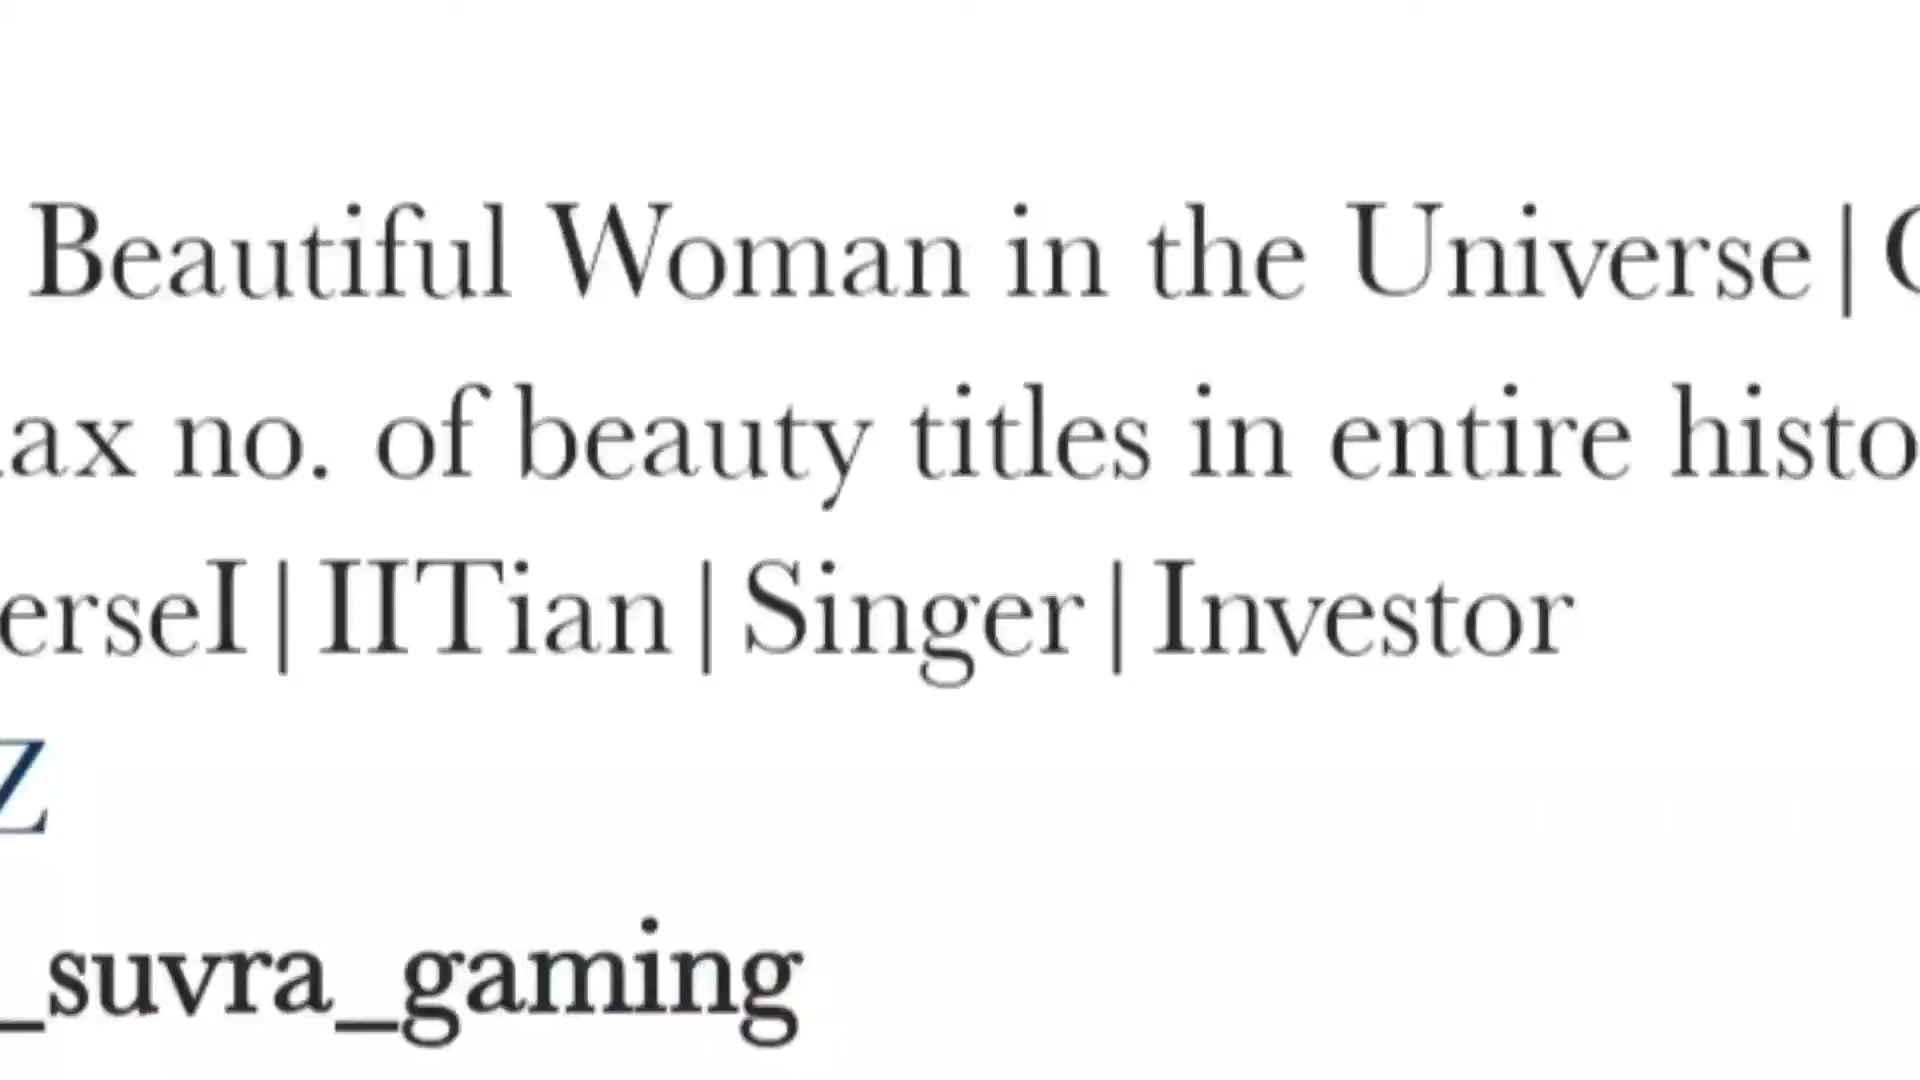 Beautiful Woman in the Universe|
ax no. of beauty titles in entire histo
erseI|IITian|Singer|Investor
Z
_suvra_gaming